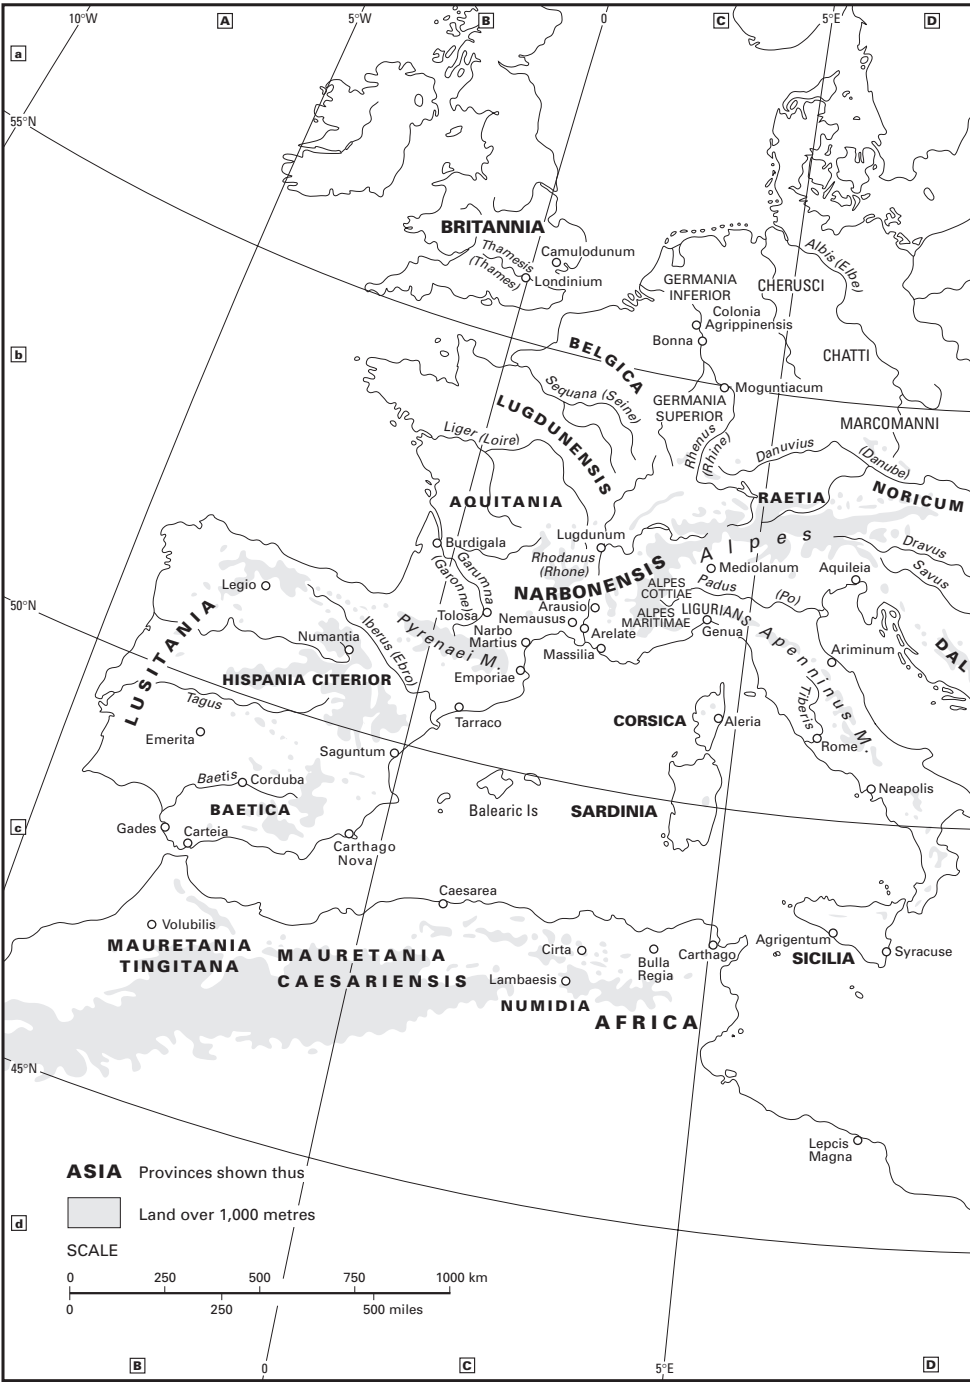 10°W
A
5°W
B
0
C
5°E
D
a
55°N
BRITANNIA
Thamesis
(Thames)
Camulodunum
Londinium
Albis (Elbe)
GERMANIA
INFERIOR
CHERUSCI
Colonia
Agrippinensis
Bonna
b
BELGICA
CHATTI
Sequana (Seine)
Moguntiacum
LUGDUNENSIS
GERMANIA
SUPERIOR
MARCOMANNI
Liger (Loire)
Rhenus
(Rhine)
Danuvius
(Danube)
AQUITANIA
RAETIA
NORICUM
Burdigala
Lugdunum
Alpes
Dravus
Garumna
(Garonne)
Rhodanus
(Rhone)
NARBONENSIS
Mediolanum
Aquileia
Savus
Legio
ALPES
COTTIAE
Padus
(Po)
50°N
LUSITANIA
Tolosa
Arausio
Nemausus
ALPES
MARITIMAE
LIGURIANS
Numantia
Iberus (Ebro)
Pyrenaei M.
Narbo
Martius
Arelate
Genua
Massilia
Apenninus M.
Ariminum
DAL
HISPANIA CITERIOR
Emporiae
Tagus
Tarraco
CORSICA
Aleria
Tiberis
Emerita
Saguntum
Rome
Baetis
Corduba
Neapolis
BAETICA
Balearic Is
SARDINIA
c
Gades
Carteia
Carthago
Nova
Caesarea
Volubilis
MAURETANIA
TINGITANA
MAURETANIA
CAESARIENSIS
Cirta
Bulla
Regia
Carthago
Agrigentum
SICILIA
Syracuse
Lambaesis
NUMIDIA
AFRICA
45°N
Lepcis
Magna
ASIA Provinces shown thus
Land over 1,000 metres
d
SCALE
0 250 500 750 1000 km
0 250 500 miles
B
0
C
5°E
D